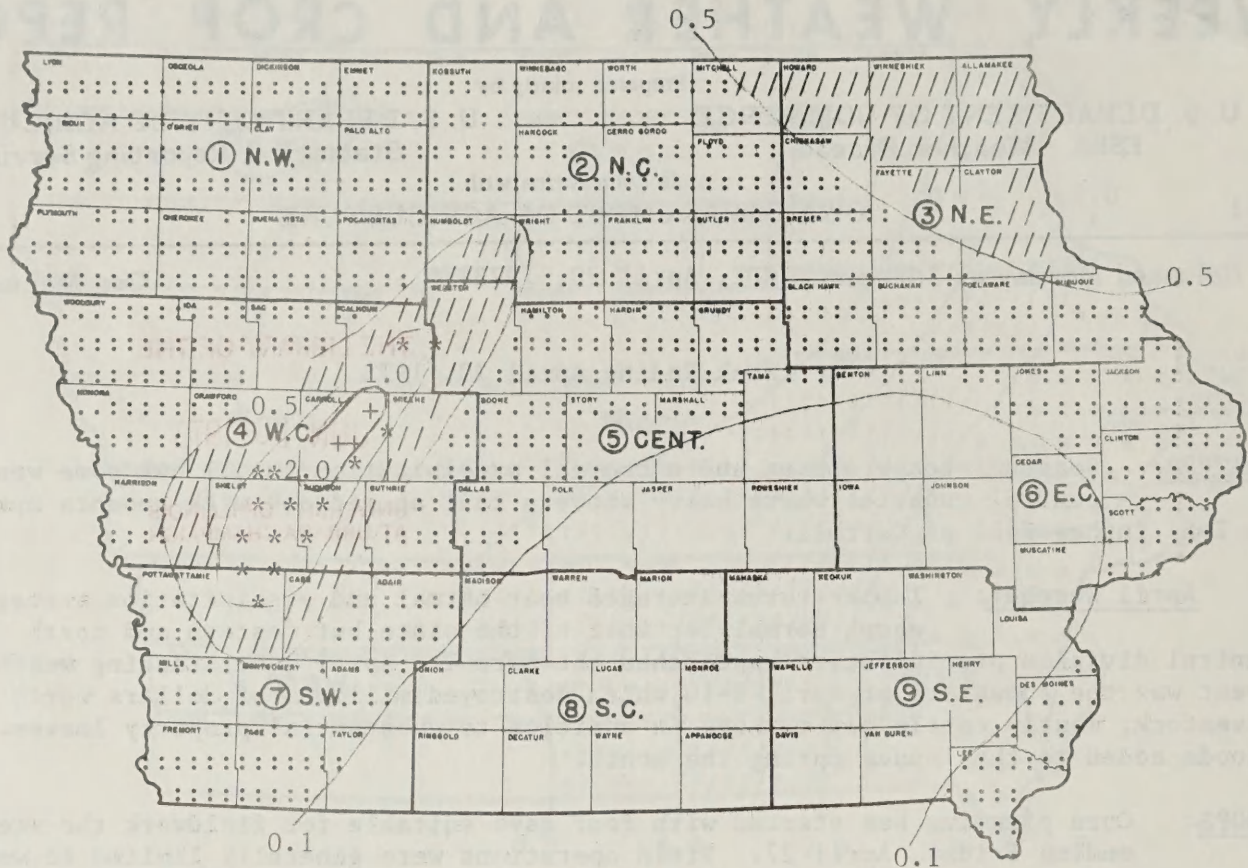 0.5
LYON OSCEOLA DICKINSON EMMET KOSSUTH WINNEBAGO WORTH MITCHELL HOWARD WINNESHIEK ALLAMAKEE
SIOUX O'BRIEN CLAY PALO ALTO HANCOCK CERRO GORDO FLOYD CHICKASAW
① N.W. ② N.C. FAYETTE CLAYTON
③ N.E.
PLYMOUTH CHEROKEE BUENA VISTA POCAHONTAS HUMBOLDT WRIGHT FRANKLIN BUTLER BREMER
0.5
WOODBURY IDA SAC CALHOUN WEBSTER HAMILTON HARDIN GRUNDY BLACK HAWK BUCHANAN DELAWARE DUBUQUE
1.0
MONONA CRAWFORD CARROLL GREENE BOONE STORY MARSHALL TAMA BENTON LINN JONES JACKSON
0.5
④ W.C. ⑤ CENT. CLINTON
2.0
CEDAR
⑥ E.C.
HARRISON SHELBY AUDUBON GUTHRIE DALLAS POLK JASPER POWESHIEK IOWA JOHNSON SCOTT
MUSCATINE
POTTAWATTAMIE CASS ADAIR MADISON WARREN MARION MAHASKA KEOKUK WASHINGTON
LOUISA
MILLS MONTGOMERY ADAMS UNION CLARKE LUCAS MONROE WAPELLO JEFFERSON HENRY
DES MOINES
⑦ S.W. ⑧ S.C. ⑨ S.E.
FREMONT PAGE TAYLOR RINGGOLD DECATUR WAYNE APPANOOSE DAVIS VAN BUREN LEE
0.1 0.1